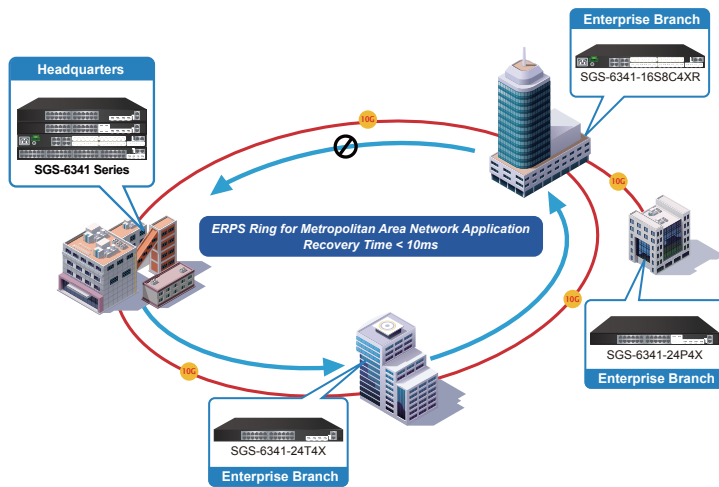 Enterprise Branch
SGS-6341-16S8C4XR
Headquarters
SGS-6341 Series
10G
10G
ERPS Ring for Metropolitan Area Network Application
Recovery Time < 10ms
10G
10G
SGS-6341-24P4X
Enterprise Branch
SGS-6341-24T4X
Enterprise Branch